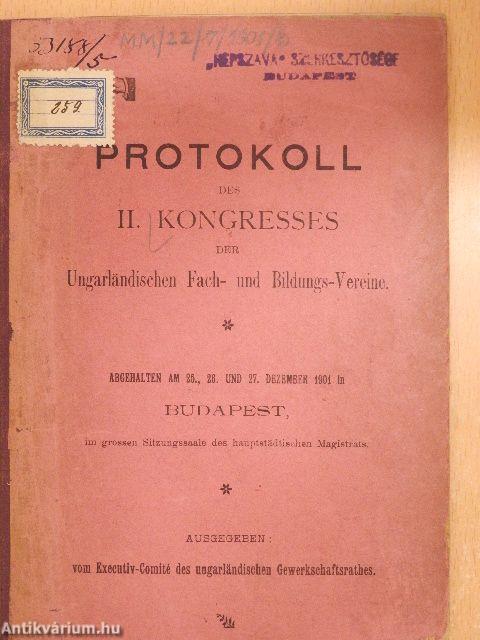 53188/5
MM/22/7/1901/B
„NÉPSZAVA” SZERKESZTŐSÉGE
BUDAPEST
259
PROTOKOLL
DES
II. KONGRESSES
DER
Ungarländischen Fach- und Bildungs-Vereine.
ABGEHALTEN AM 25., 26. UND 27. DEZEMBER 1901 in
BUDAPEST,
im grossen Sitzungssaale des hauptstädtischen Magistrats.
AUSGEGEBEN:
vom Executiv-Comité des ungarländischen Gewerkschaftsrathes.
Antikvárium.hu